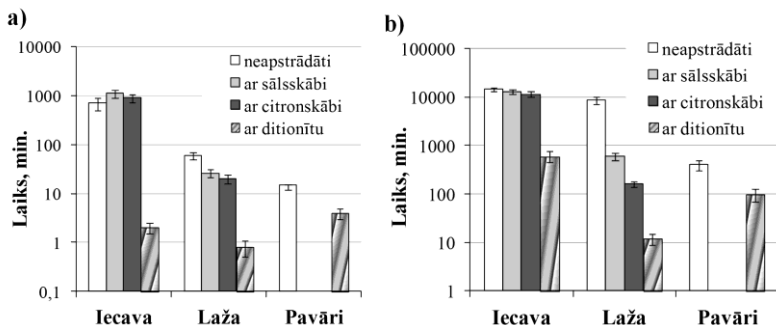 a)
Laiks, min.
10000
1000
100
10
1
0,1
neapstrādāti
ar sālsskābi
ar citronskābi
ar ditionītu
Iecava Laža Pavāri
b)
Laiks, min.
100000
10000
1000
100
10
1
neapstrādāti
ar sālsskābi
ar citronskābi
ar ditionītu
Iecava Laža Pavāri